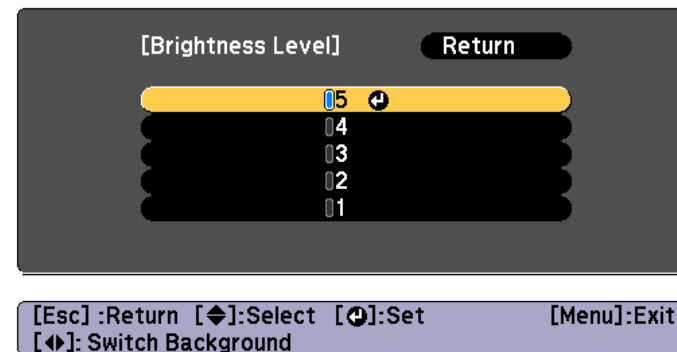 [Brightness Level] Return
5
4
3
2
1
[Esc] :Return [◆]:Select [⏎]:Set [Menu]:Exit
[◆]: Switch Background